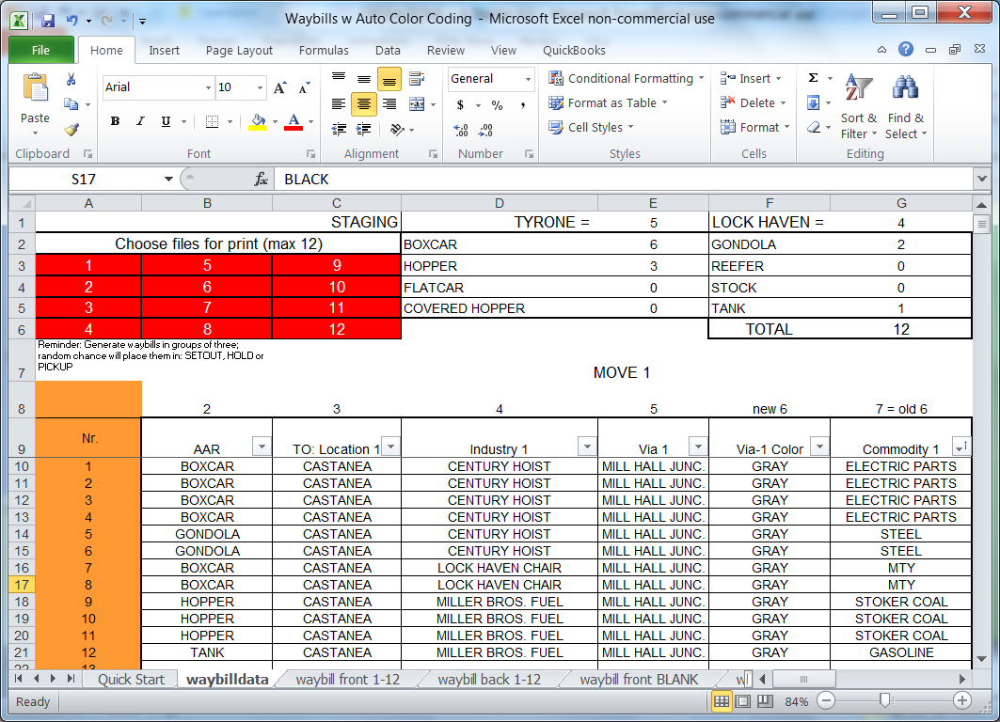 Waybills w Auto Color Coding - Microsoft Excel non-commercial use
File Home Insert Page Layout Formulas Data Review View QuickBooks
Paste
Arial 10
B I U A
General
$ % ,
Conditional Formatting
Format as Table
Cell Styles
Insert
Delete
Format
Σ
Sort & Filter
Find & Select
Clipboard Font Alignment Number Styles Cells Editing
S17 fx BLACK
A B C D E F G
1 STAGING TYRONE = 5 LOCK HAVEN = 4
2 Choose files for print (max 12) BOXCAR 6 GONDOLA 2
3 1 5 9 HOPPER 3 REEFER 0
4 2 6 10 FLATCAR 0 STOCK 0
5 3 7 11 COVERED HOPPER 0 TANK 1
6 4 8 12 TOTAL 12
Reminder: Generate waybills in groups of three;
random chance will place them in: SETOUT, HOLD or
PICKUP
7 MOVE 1
8 2 3 4 5 new 6 7 = old 6
9 Nr. AAR TO: Location 1 Industry 1 Via 1 Via-1 Color Commodity 1
10 1 BOXCAR CASTANEA CENTURY HOIST MILL HALL JUNC. GRAY ELECTRIC PARTS
11 2 BOXCAR CASTANEA CENTURY HOIST MILL HALL JUNC. GRAY ELECTRIC PARTS
12 3 BOXCAR CASTANEA CENTURY HOIST MILL HALL JUNC. GRAY ELECTRIC PARTS
13 4 BOXCAR CASTANEA CENTURY HOIST MILL HALL JUNC. GRAY ELECTRIC PARTS
14 5 GONDOLA CASTANEA CENTURY HOIST MILL HALL JUNC. GRAY STEEL
15 6 GONDOLA CASTANEA CENTURY HOIST MILL HALL JUNC. GRAY STEEL
16 7 BOXCAR CASTANEA LOCK HAVEN CHAIR MILL HALL JUNC. GRAY MTY
17 8 BOXCAR CASTANEA LOCK HAVEN CHAIR MILL HALL JUNC. GRAY MTY
18 9 HOPPER CASTANEA MILLER BROS. FUEL MILL HALL JUNC. GRAY STOKER COAL
19 10 HOPPER CASTANEA MILLER BROS. FUEL MILL HALL JUNC. GRAY STOKER COAL
20 11 HOPPER CASTANEA MILLER BROS. FUEL MILL HALL JUNC. GRAY STOKER COAL
21 12 TANK CASTANEA MILLER BROS. FUEL MILL HALL JUNC. GRAY GASOLINE
22 13
Quick Start waybilldata waybill front 1-12 waybill back 1-12 waybill front BLANK
Ready 84%